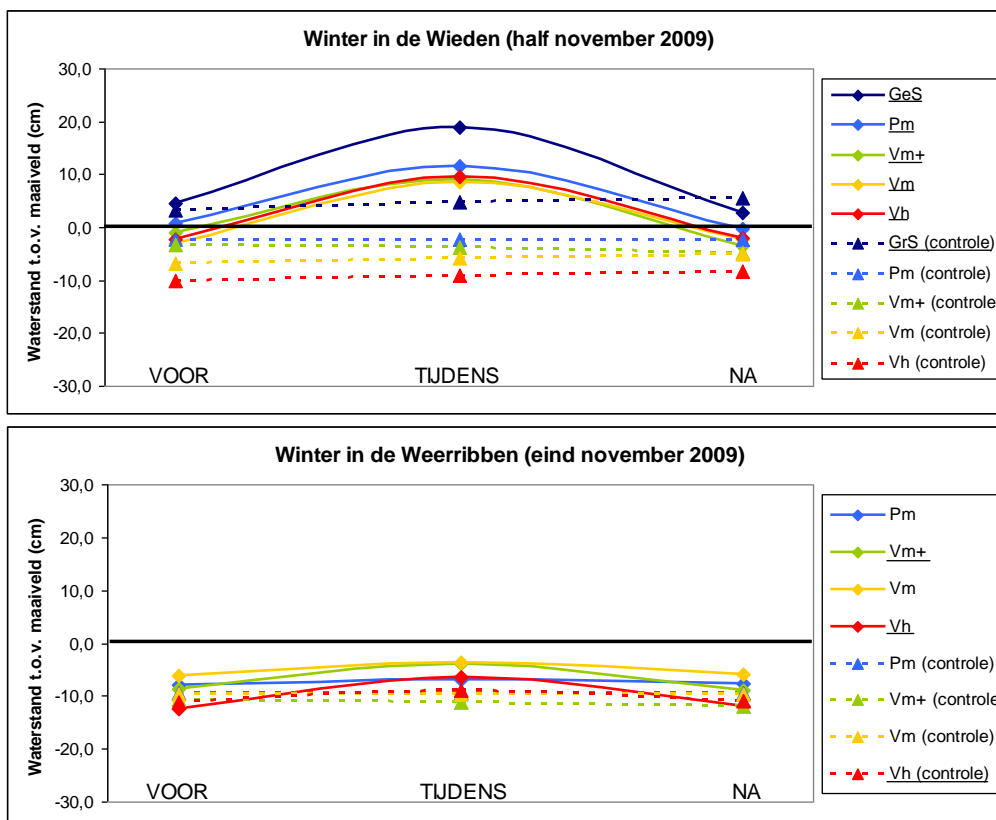 Winter in de Wieden (half november 2009)
Waterstand t.o.v. maaiveld (cm)
30,0
20,0
10,0
0,0
-10,0
-20,0
-30,0
VOOR
TIJDENS
NA
GeS
Pm
Vm+
Vm
Vh
GrS (controle)
Pm (controle)
Vm+ (controle
Vm (controle)
Vh (controle)
Winter in de Weerribben (eind november 2009)
Waterstand t.o.v. maaiveld (cm)
30,0
20,0
10,0
0,0
-10,0
-20,0
-30,0
VOOR
TIJDENS
NA
Pm
Vm+
Vm
Vh
Pm (controle)
Vm+ (controle
Vm (controle)
Vh (controle)